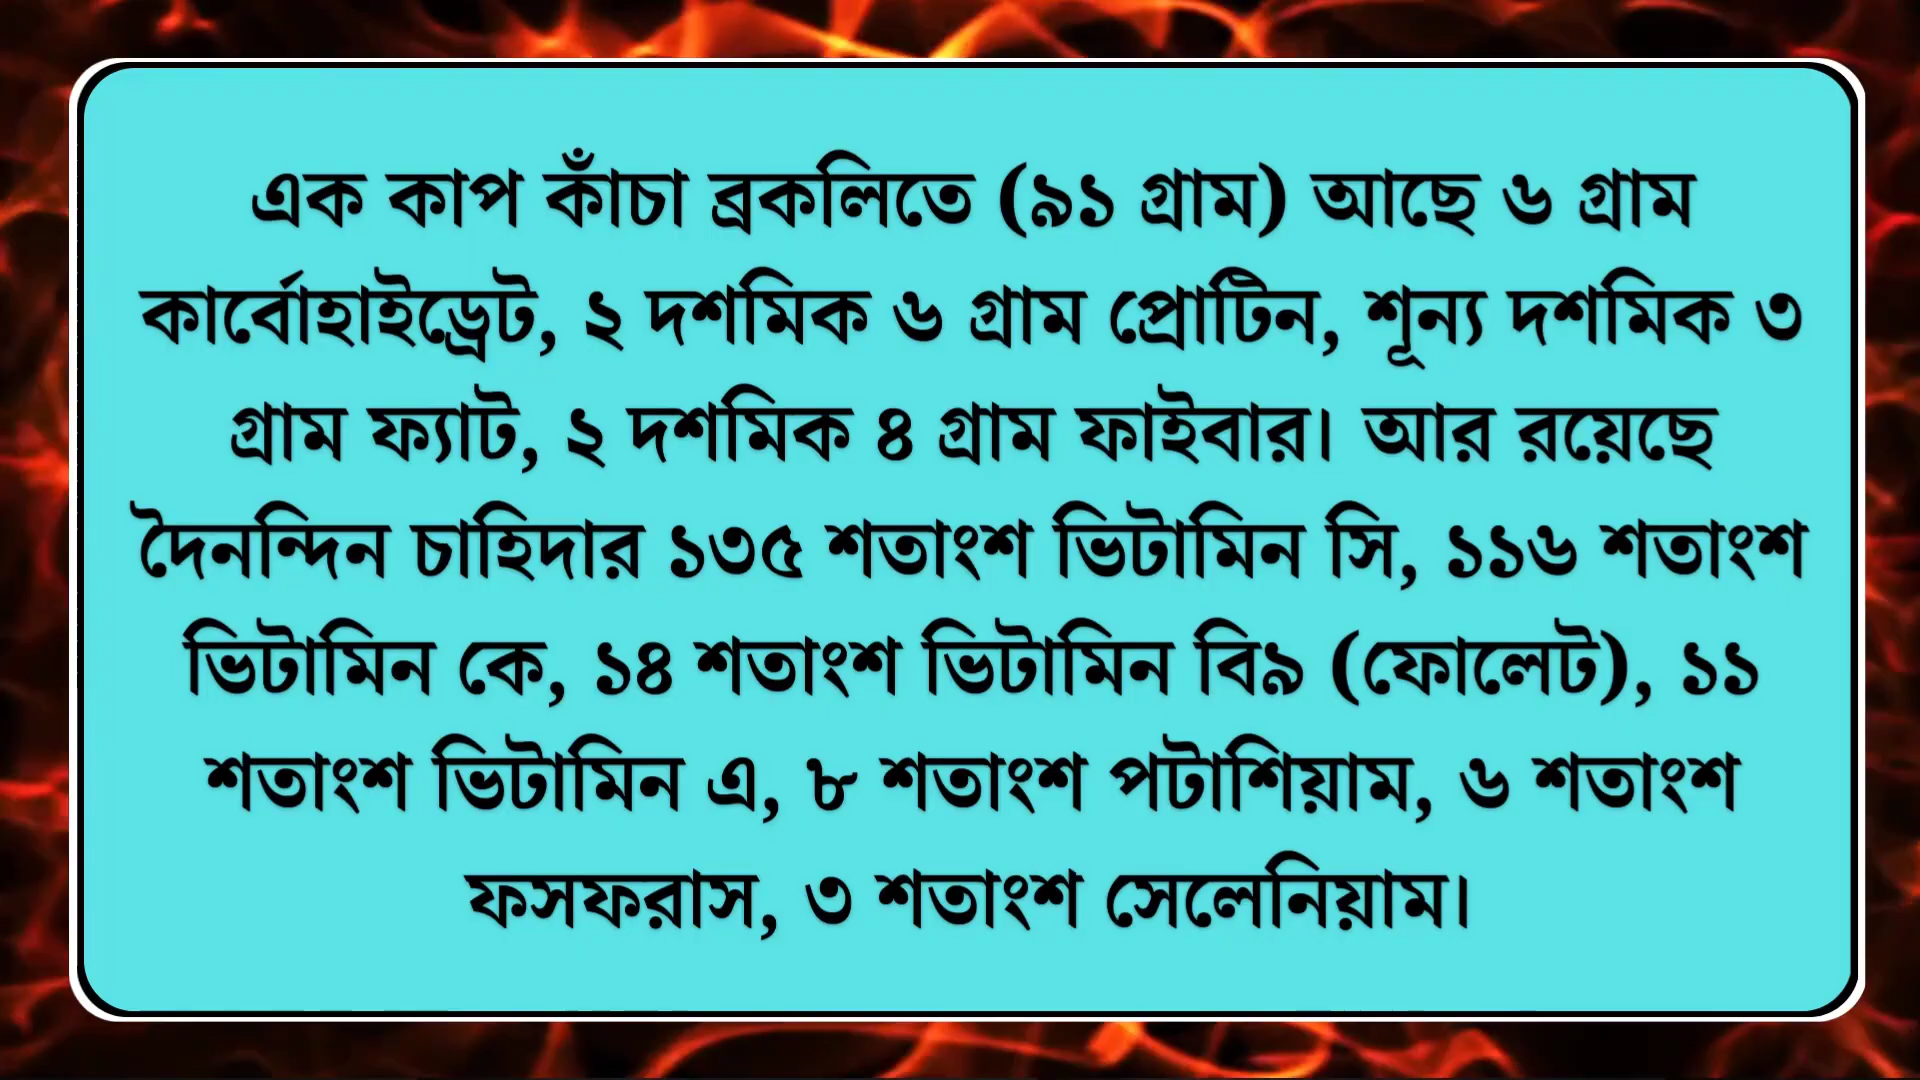 এক কাপ কাঁচা ব্রকলিতে (৯১ গ্রাম) আছে ৬ গ্রাম
কার্বোহাইড্রেট, ২ দশমিক ৬ গ্রাম প্রোটিন, শূন্য দশমিক ৩
গ্রাম ফ্যাট, ২ দশমিক ৪ গ্রাম ফাইবার। আর রয়েছে
দৈনন্দিন চাহিদার ১৩৫ শতাংশ ভিটামিন সি, ১১৬ শতাংশ
ভিটামিন কে, ১৪ শতাংশ ভিটামিন বি৯ (ফোলেট), ১১
শতাংশ ভিটামিন এ, ৮ শতাংশ পটাশিয়াম, ৬ শতাংশ
ফসফরাস, ৩ শতাংশ সেলেনিয়াম।